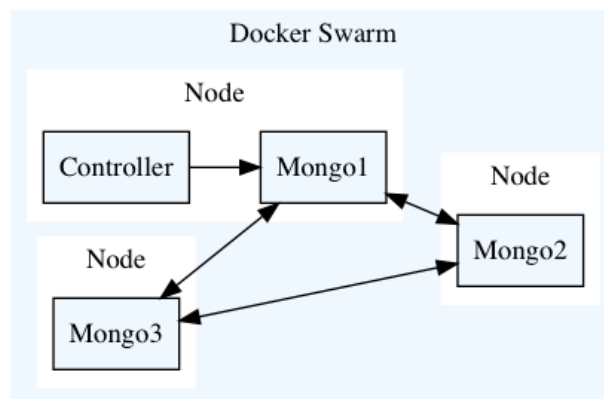 Docker Swarm
Node
Controller
Mongo1
Node
Mongo2
Node
Mongo3